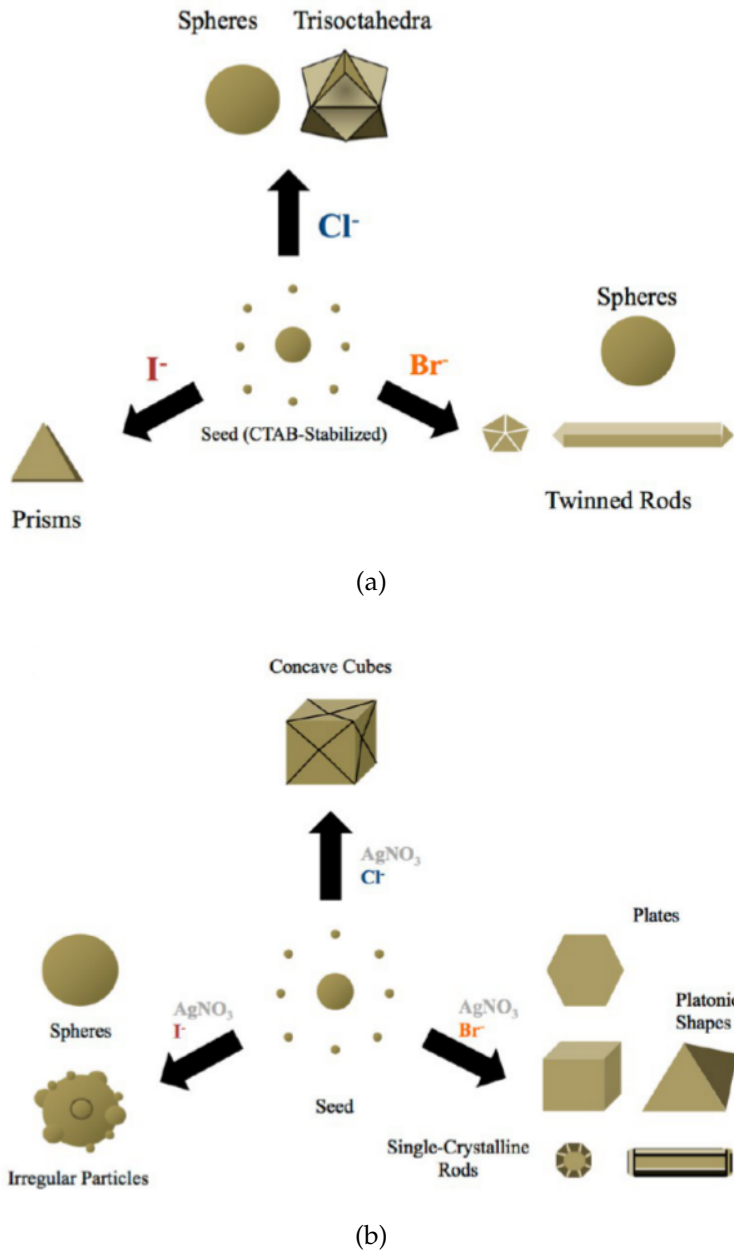 Spheres Trisoctahedra
Cl⁻
Spheres
I⁻
Br⁻
Seed (CTAB-Stabilized)
Prisms
Twinned Rods
(a)
Concave Cubes
AgNO₃
Cl⁻
Plates
AgNO₃
I⁻
AgNO₃
Br⁻
Platonic
Shapes
Spheres
Seed
Single-Crystalline
Rods
Irregular Particles
(b)